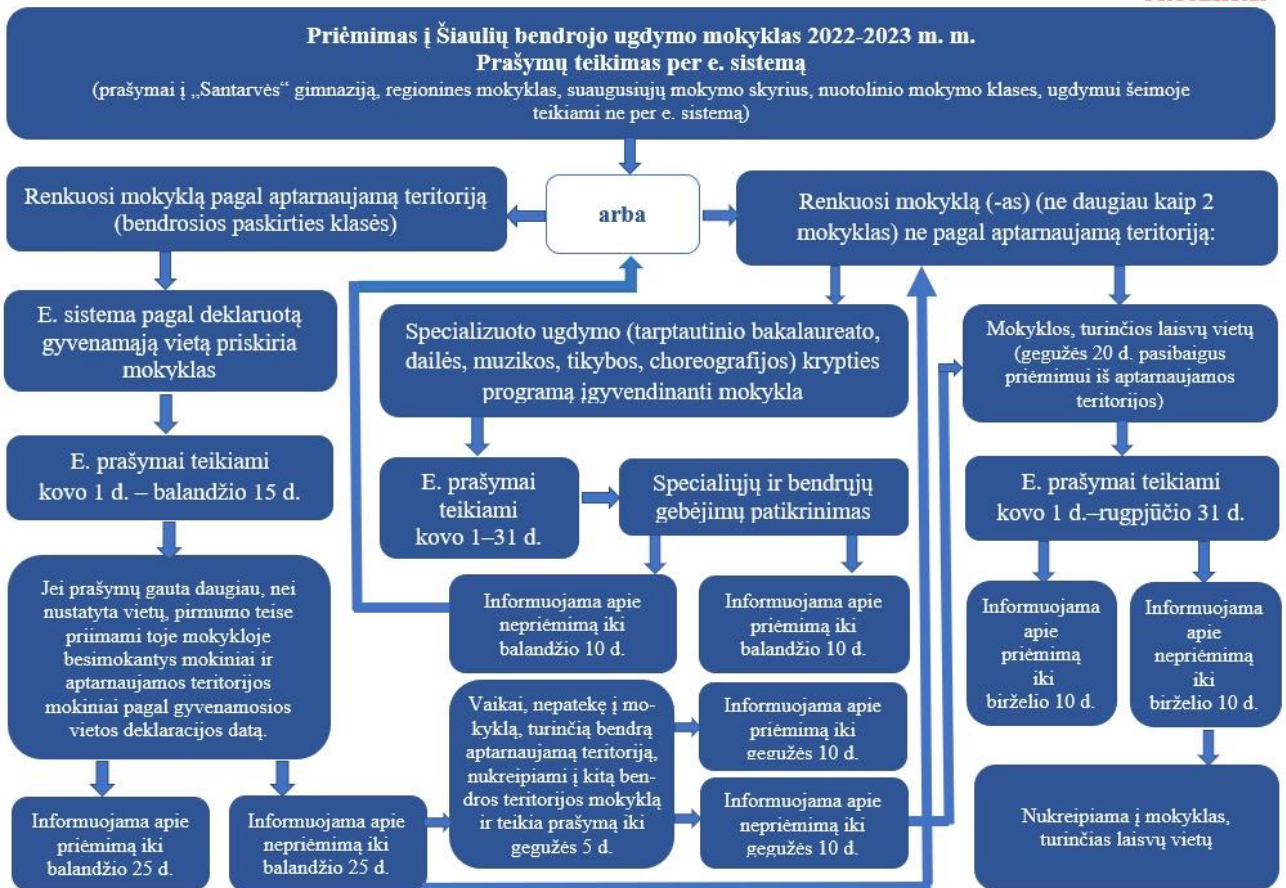 Priėmimas į Šiaulių bendrojo ugdymo mokyklas 2022-2023 m. m.
Prašymų teikimas per e. sistemą
(prašymai į „Santarvės“ gimnaziją, regionines mokyklas, suaugusiųjų mokymo skyrius, nuotolinio mokymo klases, ugdymui šeimoje
teikiami ne per e. sistemą)
Renkuosi mokyklą pagal aptarnaujamą teritoriją
(bendrosios paskirties klasės)
arba
Renkuosi mokyklą (-as) (ne daugiau kaip 2
mokyklas) ne pagal aptarnaujamą teritoriją:
E. sistema pagal deklaruotą
gyvenamąją vietą priskiria
mokyklas
Specializuoto ugdymo (tarptautinio bakalaureato,
dailės, muzikos, tikybos, choreografijos) krypties
programą įgyvendinanti mokykla
Mokyklos, turinčios laisvų vietų
(gegužės 20 d. pasibaigus
priėmimui iš aptarnaujamos
teritorijos)
E. prašymai teikiami
kovo 1 d. – balandžio 15 d.
E. prašymai
teikiami
kovo 1–31 d.
Specialiųjų ir bendrųjų
gebėjimų patikrinimas
E. prašymai teikiami
kovo 1 d.–rugpjūčio 31 d.
Jei prašymų gauta daugiau, nei
nustatyta vietų, pirmumo teise
priimami toje mokykloje
besimokantys mokiniai ir
aptarnaujamos teritorijos
mokiniai pagal gyvenamosios
vietos deklaracijos datą.
Informuojama apie
nepriėmimą iki
balandžio 10 d.
Informuojama apie
priėmimą iki
balandžio 10 d.
Informuojama
apie
priėmimą
iki
birželio 10 d.
Informuojama
apie
nepriėmimą
iki
birželio 10 d.
Vaikai, nepatekę į mo-
kyklą, turinčią bendrą
aptarnaujamą teritoriją,
nukreipiami į kitą ben-
dros teritorijos mokyklą
ir teikia prašymą iki
gegužės 5 d.
Informuojama apie
priėmimą iki
gegužės 10 d.
Informuojama apie
nepriėmimą iki
gegužės 10 d.
Informuojama apie
priėmimą iki
balandžio 25 d.
Informuojama apie
nepriėmimą iki
balandžio 25 d.
Nukreipiama į mokyklas,
turinčias laisvų vietų